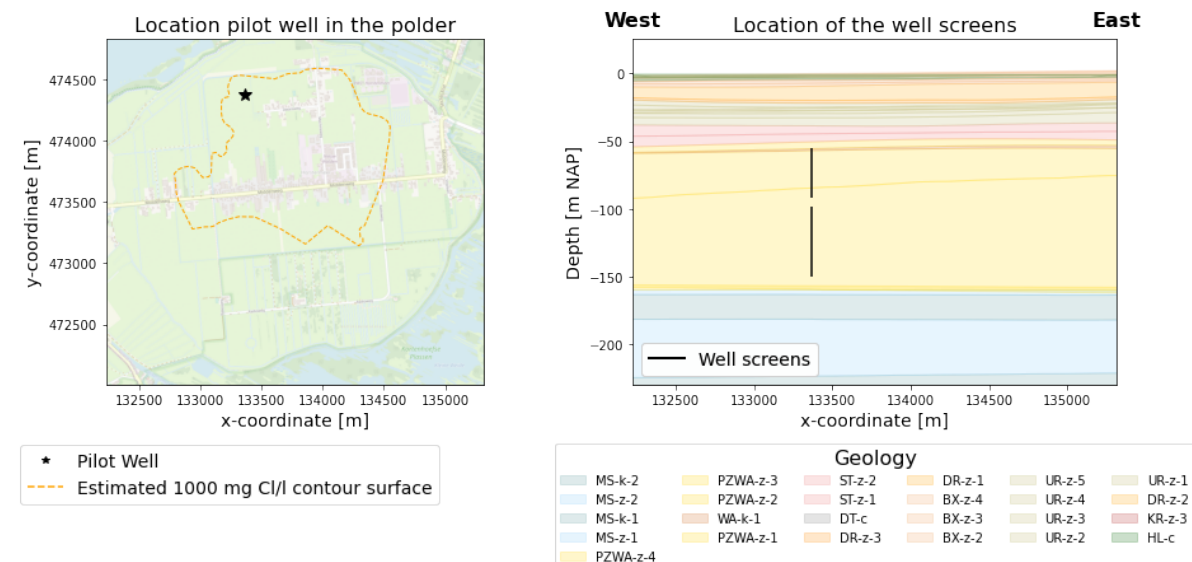 Location pilot well in the polder
474500
474000
473500
473000
472500
y-coordinate [m]
132500 133000 133500 134000 134500 135000
x-coordinate [m]
Pilot Well
Estimated 1000 mg Cl/l contour surface
West
Location of the well screens
East
0
−50
−100
−150
−200
Depth [m NAP]
Well screens
132500 133000 133500 134000 134500 135000
x-coordinate [m]
Geology
MS-k-2 PZWA-z-3 ST-z-2 DR-z-1 UR-z-5 UR-z-1
MS-z-2 PZWA-z-2 ST-z-1 BX-z-4 UR-z-4 DR-z-2
MS-k-1 WA-k-1 DT-c BX-z-3 UR-z-3 KR-z-3
MS-z-1 PZWA-z-1 DR-z-3 BX-z-2 UR-z-2 HL-c
PZWA-z-4